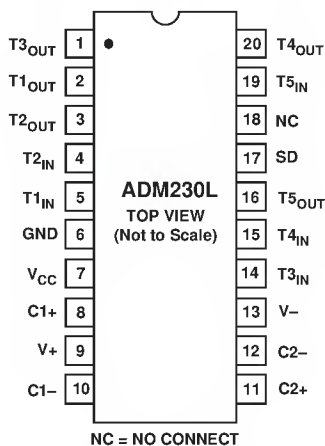 T3OUT 1 20 T4OUT
T1OUT 2 19 T5IN
T2OUT 3 18 NC
T2IN 4 17 SD
T1IN 5 16 T5OUT
GND 6 15 T4IN
VCC 7 14 T3IN
C1+ 8 13 V–
V+ 9 12 C2–
C1– 10 11 C2+
ADM230L
TOP VIEW
(Not to Scale)
NC = NO CONNECT